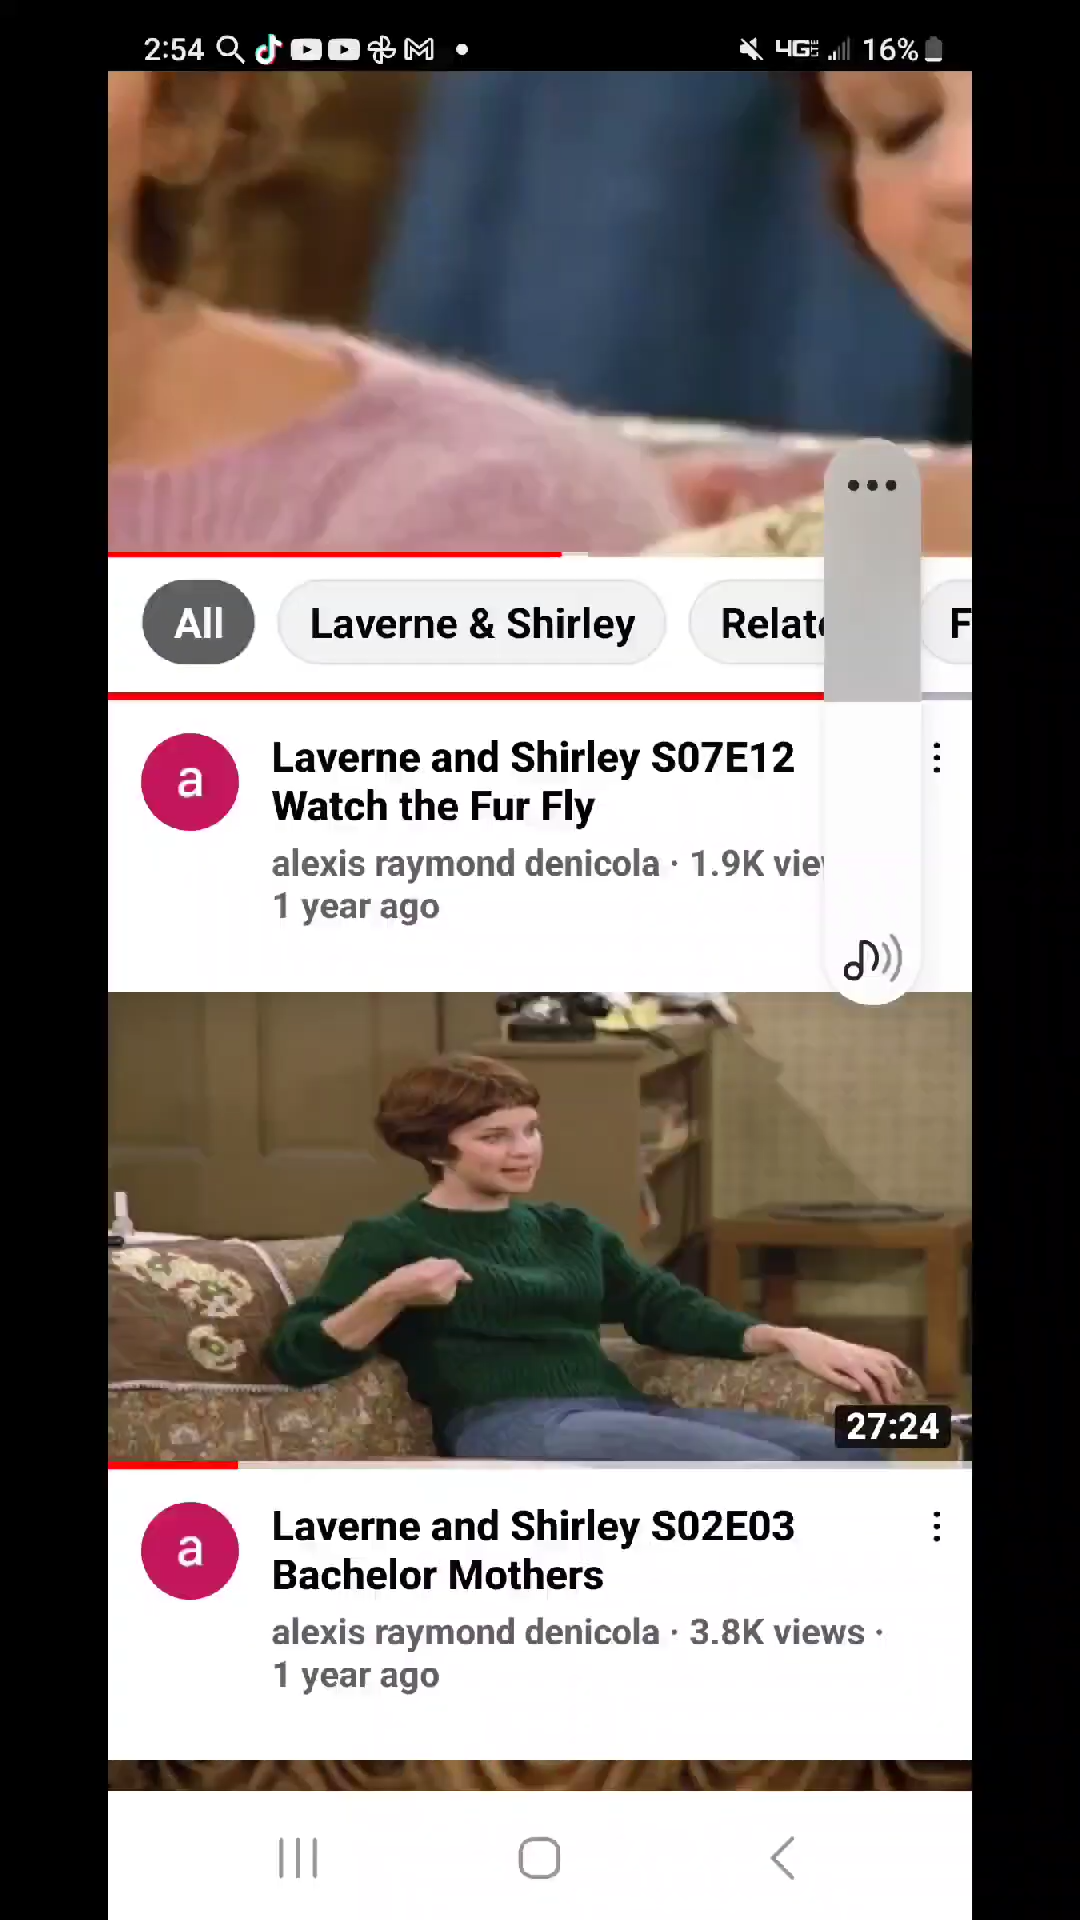 2:54 4GE 16%
All Laverne & Shirley Relate F
Laverne and Shirley S07E12
Watch the Fur Fly
alexis raymond denicola · 1.9K vie
1 year ago
27:24
Laverne and Shirley S02E03
Bachelor Mothers
alexis raymond denicola · 3.8K views ·
1 year ago